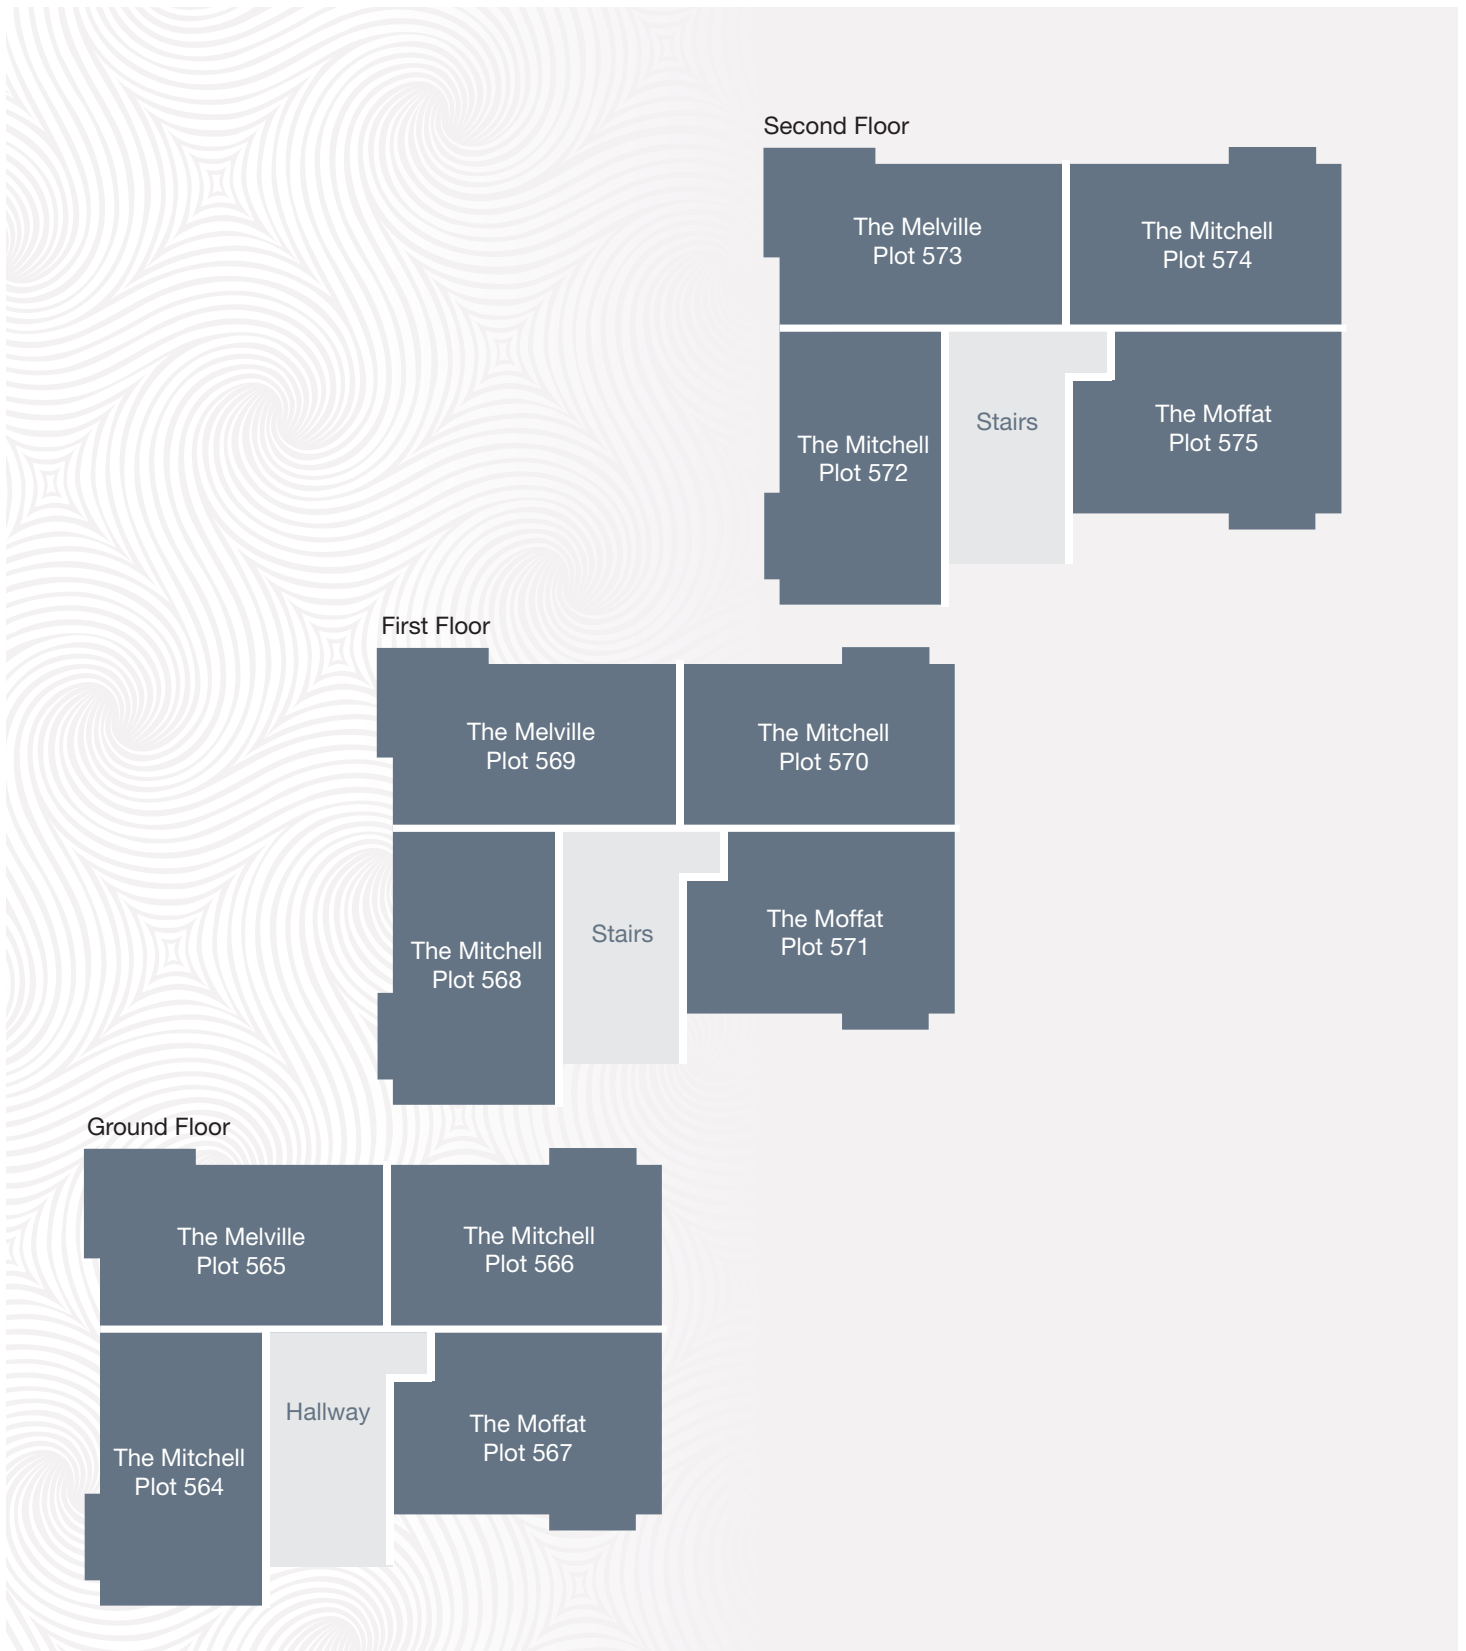 Second Floor
The Melville
Plot 573
The Mitchell
Plot 574
The Mitchell
Plot 572
Stairs
The Moffat
Plot 575
First Floor
The Melville
Plot 569
The Mitchell
Plot 570
The Mitchell
Plot 568
Stairs
The Moffat
Plot 571
Ground Floor
The Melville
Plot 565
The Mitchell
Plot 566
The Mitchell
Plot 564
Hallway
The Moffat
Plot 567